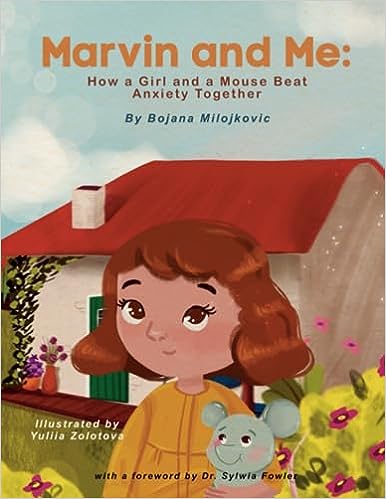 Marvin and Me:
How a Girl and a Mouse Beat
Anxiety Together
By Bojana Milojkovic
Illustrated by
Yuliia Zolotova
with a foreword by Dr. Sylwia Fowler